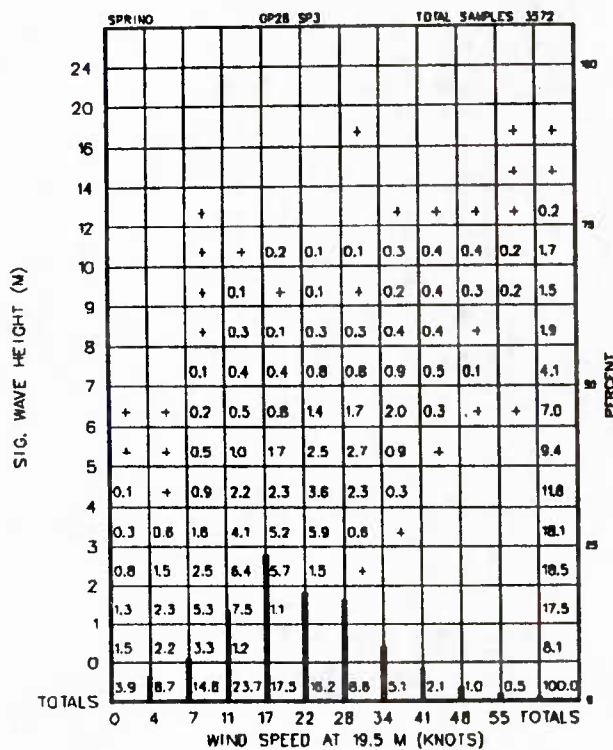 SPRING GP28 SP3 TOTAL SAMPLES 3572
24 100
20
+ + +
16
+ +
14
+ + + + + 0.2
12 75
+ + 0.2 0.1 0.1 0.3 0.4 0.4 0.2 1.7
10
+ 0.1 + 0.1 + 0.2 0.4 0.3 0.2 1.5
9
+ 0.3 0.1 0.3 0.3 0.4 0.4 + 1.9
8
0.1 0.4 0.4 0.8 0.8 0.9 0.5 0.1 4.1
7 50
+ + 0.2 0.5 0.8 1.4 1.7 2.0 0.3 + + 7.0
6
+ + 0.5 1.0 1.7 2.5 2.7 0.9 + 9.4
5
0.1 + 0.9 2.2 2.3 3.6 2.3 0.3 11.8
4
0.3 0.6 1.8 4.1 5.2 5.9 0.6 + 18.1
3 25
0.8 1.5 2.5 6.4 5.7 1.5 + 18.5
2
1.3 2.3 5.3 7.5 1.1 17.5
1
1.5 2.2 3.3 1.2 8.1
0
3.9 6.7 14.6 23.7 17.5 16.2 8.6 5.1 2.1 1.0 0.5 100.0
TOTALS 0
0 4 7 11 17 22 28 34 41 48 55 TOTALS
WIND SPEED AT 19.5 M (KNOTS)
SIG. WAVE HEIGHT (M)
PERCENT